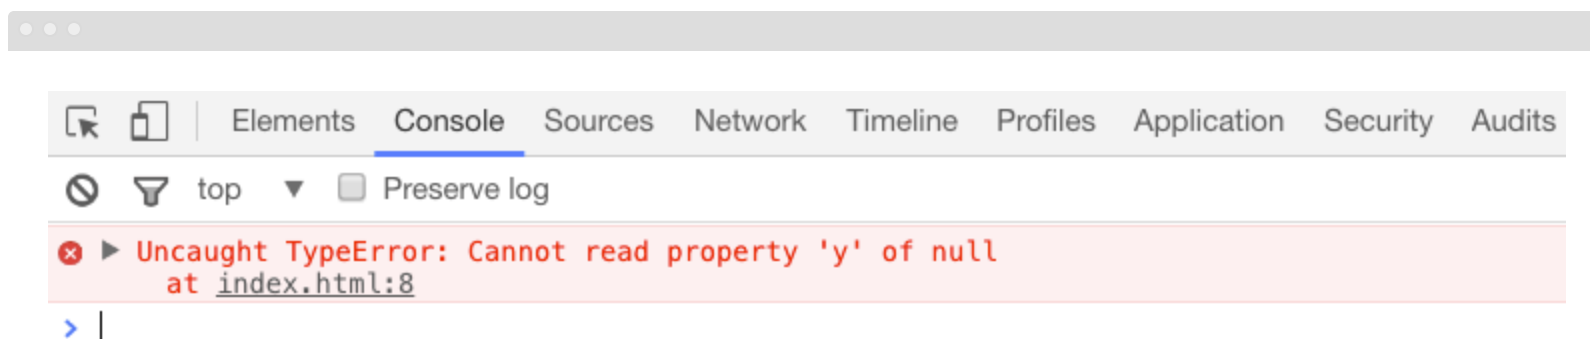 Elements Console Sources Network Timeline Profiles Application Security Audits
top Preserve log
Uncaught TypeError: Cannot read property 'y' of null
at index.html:8